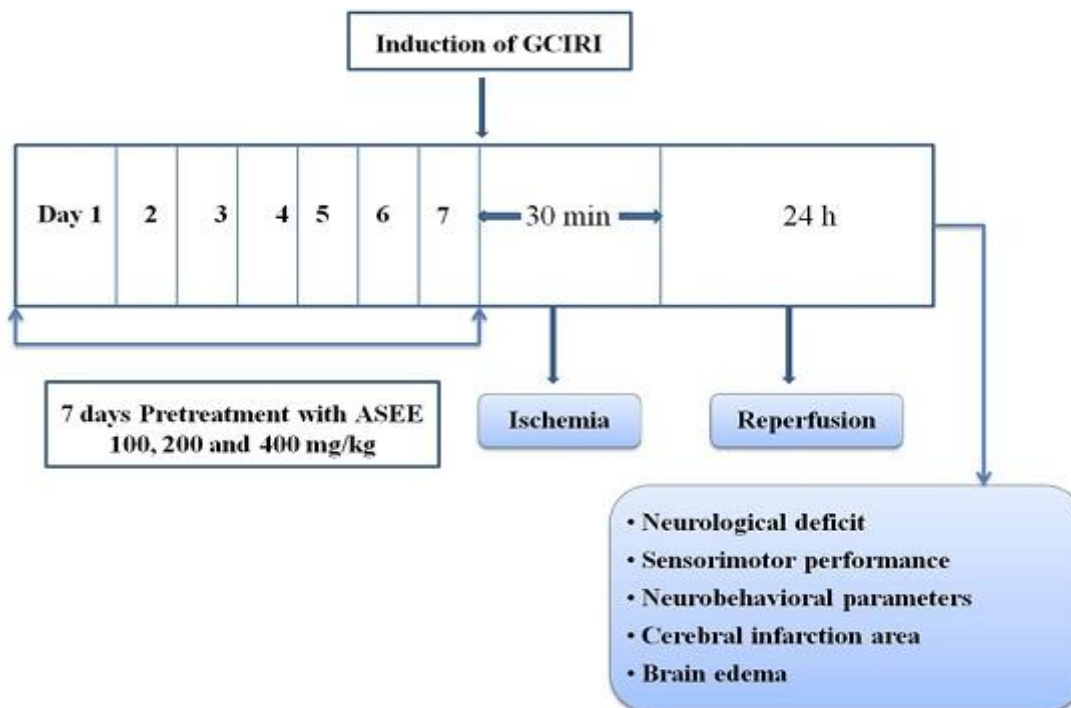 Induction of GCIRI
Day 1 2 3 4 5 6 7 30 min 24 h
7 days Pretreatment with ASEE
100, 200 and 400 mg/kg
Ischemia
Reperfusion
• Neurological deficit
• Sensorimotor performance
• Neurobehavioral parameters
• Cerebral infarction area
• Brain edema